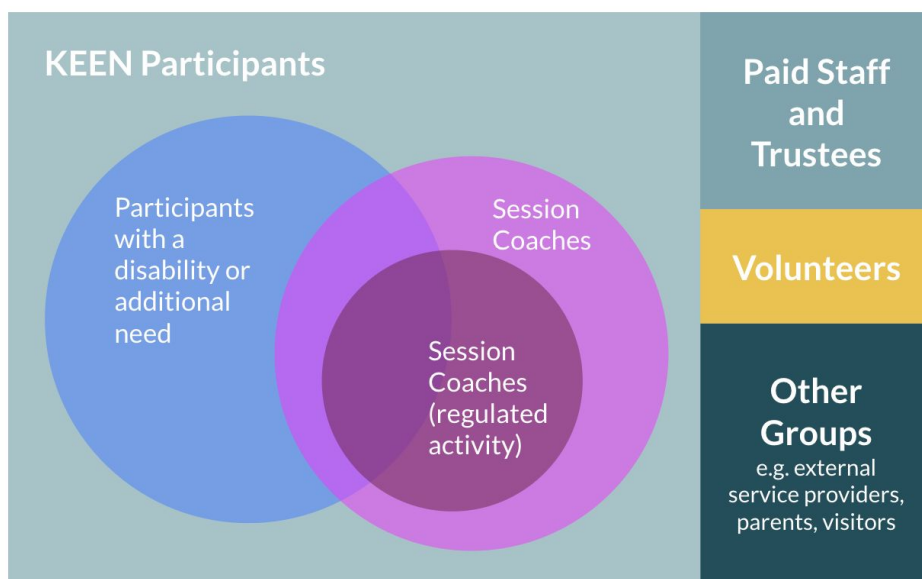 KEEN Participants
Participants
with a
disability or
additional
need
Session
Coaches
Session
Coaches
(regulated
activity)
Paid Staff
and
Trustees
Volunteers
Other
Groups
e.g. external
service providers,
parents, visitors